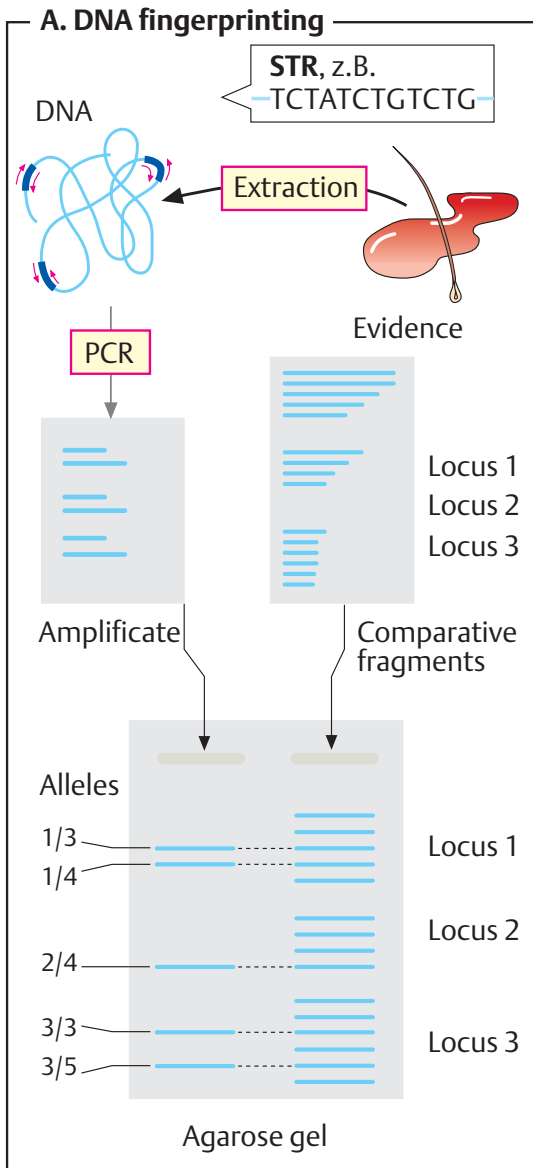 A. DNA fingerprinting
STR, z.B.
TCTATCTGTCTG
DNA
Extraction
Evidence
PCR
Locus 1
Locus 2
Locus 3
Amplificate
Comparative
fragments
Alleles
1/3
1/4
2/4
3/3
3/5
Locus 1
Locus 2
Locus 3
Agarose gel